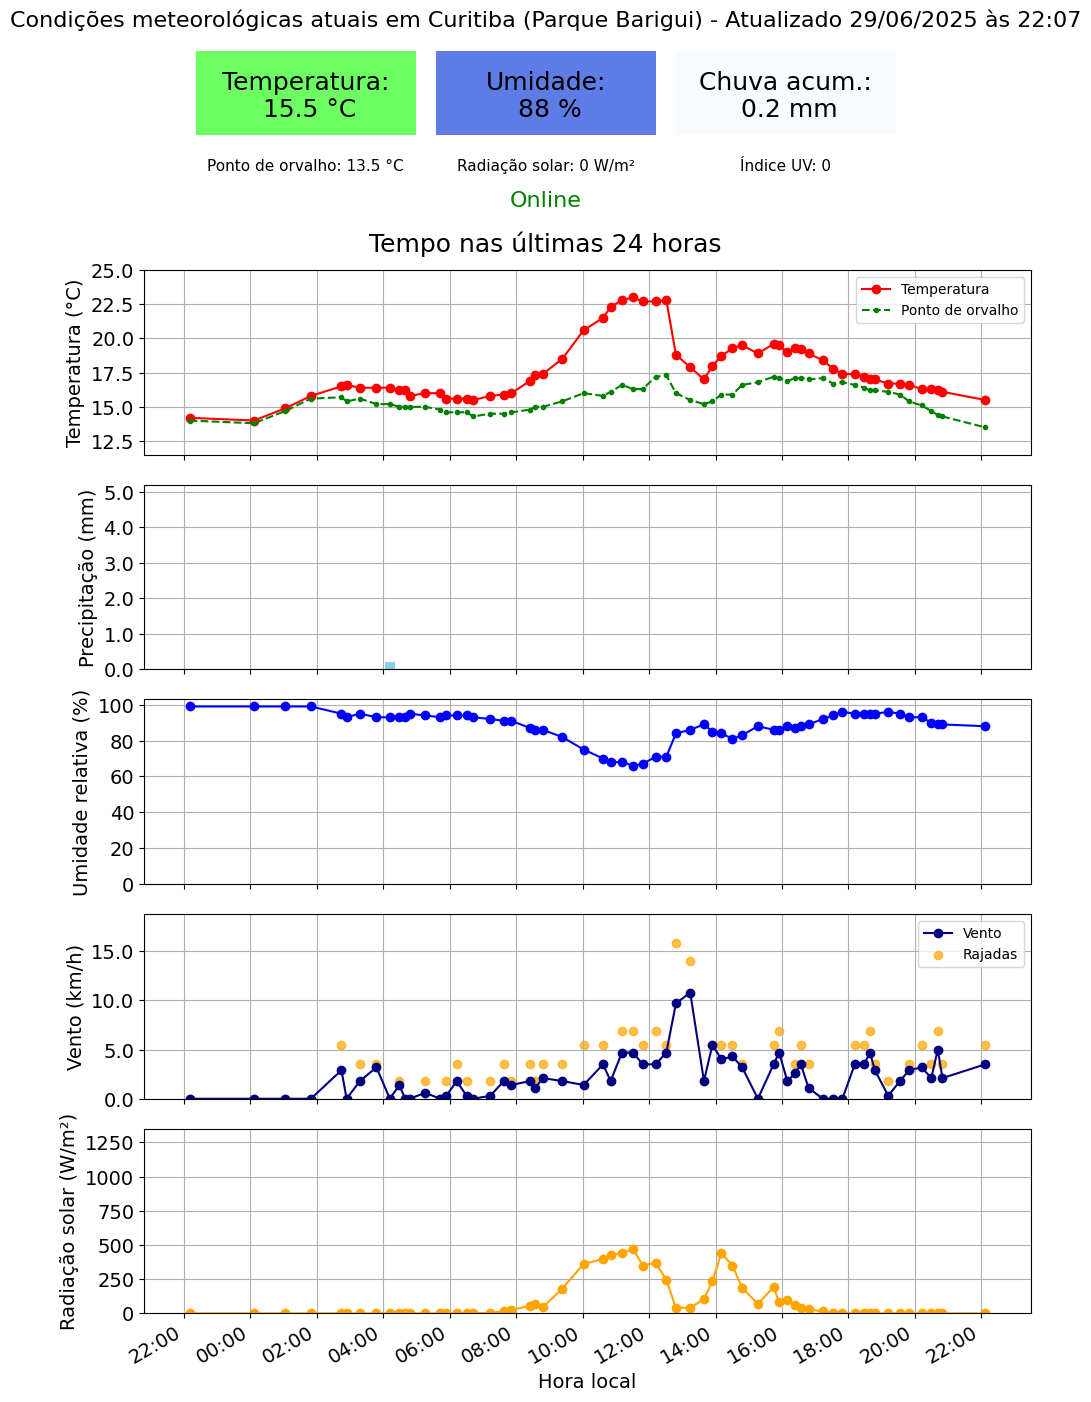 Condições meteorológicas atuais em Curitiba (Parque Barigui) - Atualizado 29/06/2025 às 22:07
Temperatura:
15.5 °C
Umidade:
88 %
Chuva acum.:
0.2 mm
Ponto de orvalho: 13.5 °C
Radiação solar: 0 W/m²
Índice UV: 0
Online
Tempo nas últimas 24 horas
Temperatura (°C)
25.0
22.5
20.0
17.5
15.0
12.5
Temperatura
Ponto de orvalho
Precipitação (mm)
5.0
4.0
3.0
2.0
1.0
0.0
Umidade relativa (%)
100
80
60
40
20
0
Vento (km/h)
15.0
10.0
5.0
0.0
Vento
Rajadas
Radiação solar (W/m²)
1250
1000
750
500
250
0
22:00
00:00
02:00
04:00
06:00
08:00
10:00
12:00
14:00
16:00
18:00
20:00
22:00
Hora local